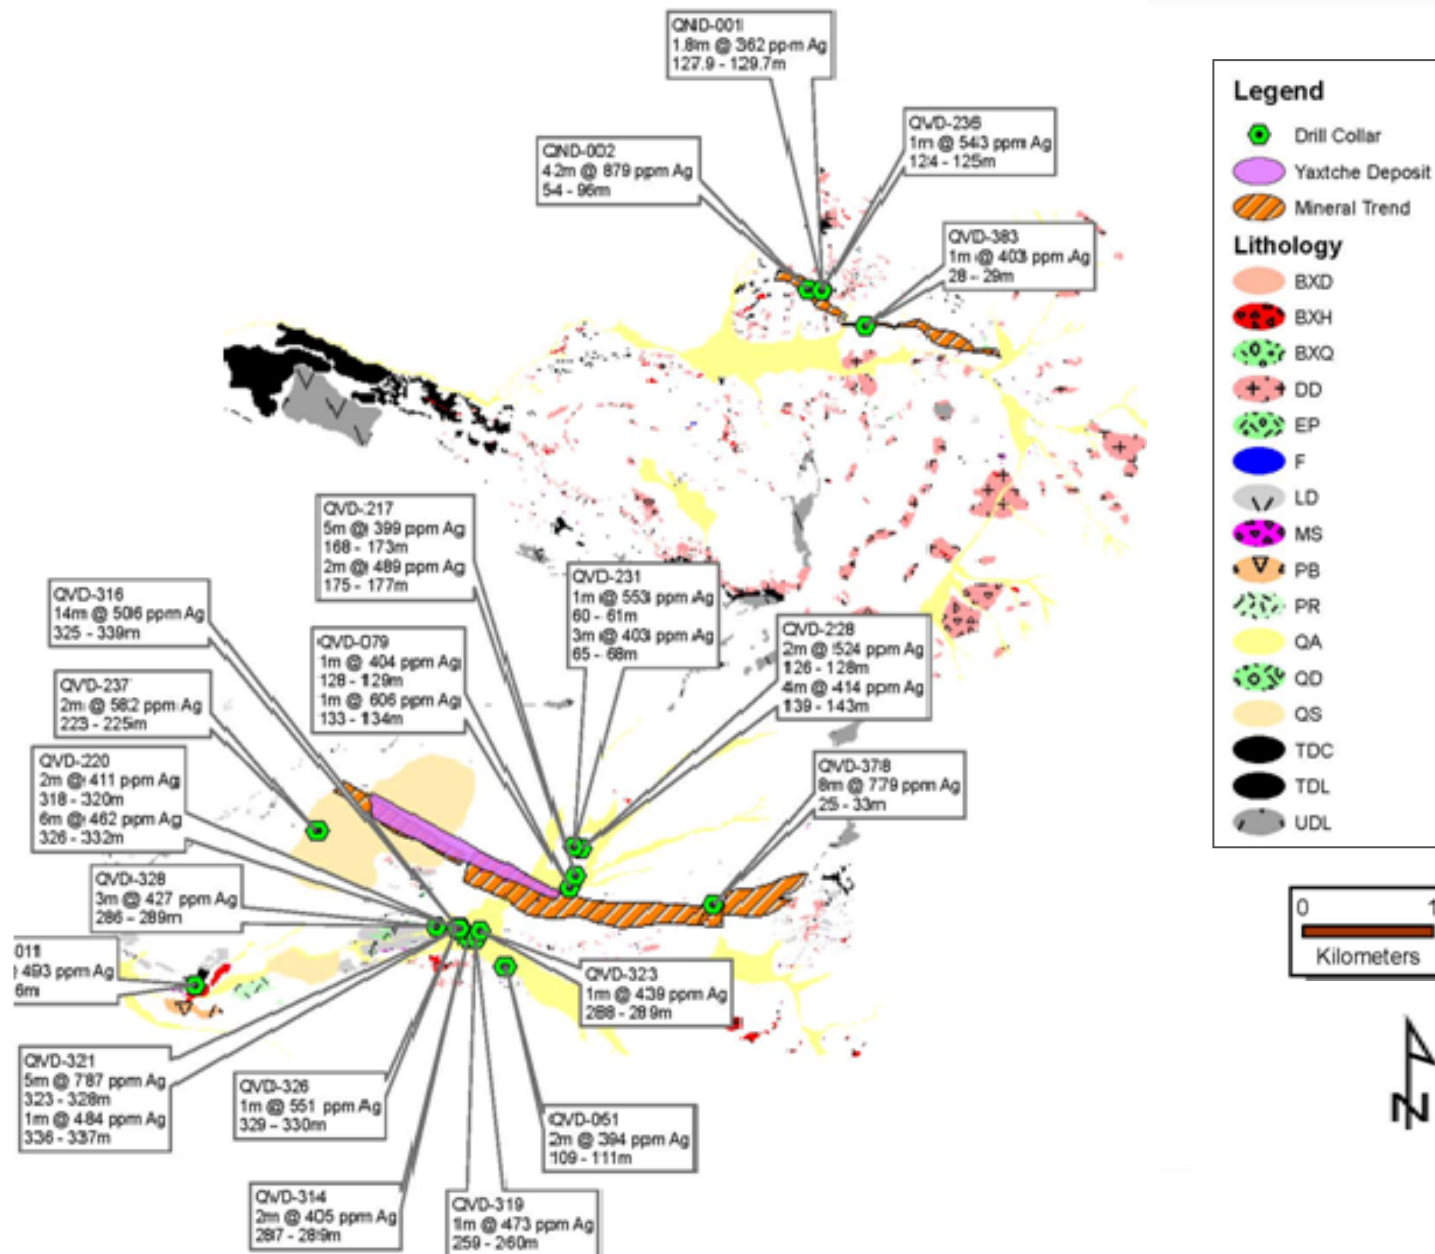 QND-001
1.8m @ 362 ppm Ag
127.9 - 129.7m
QVD-236
1m @ 543 ppm Ag
124 - 125m
QND-002
42m @ 879 ppm Ag
54 - 96m
QVD-383
1m @ 403 ppm Ag
28 - 29m
QVD-217
5m @ 399 ppm Ag
168 - 173m
2m @ 489 ppm Ag
175 - 177m
QVD-231
1m @ 553 ppm Ag
60 - 61m
3m @ 403 ppm Ag
65 - 68m
QVD-316
14m @ 506 ppm Ag
325 - 339m
QVD-079
1m @ 404 ppm Ag
128 - 129m
1m @ 606 ppm Ag
133 - 134m
QVD-228
2m @ 524 ppm Ag
126 - 128m
4m @ 414 ppm Ag
139 - 143m
QVD-237
2m @ 582 ppm Ag
223 - 225m
QVD-220
2m @ 411 ppm Ag
318 - 320m
6m @ 462 ppm Ag
326 - 332m
QVD-378
8m @ 779 ppm Ag
25 - 33m
QVD-328
3m @ 427 ppm Ag
286 - 289m
011
493 ppm Ag
6m
QVD-323
1m @ 439 ppm Ag
288 - 289m
QVD-321
5m @ 787 ppm Ag
323 - 328m
1m @ 484 ppm Ag
336 - 337m
QVD-326
1m @ 551 ppm Ag
329 - 330m
QVD-051
2m @ 394 ppm Ag
109 - 111m
QVD-314
2m @ 405 ppm Ag
287 - 289m
QVD-319
1m @ 473 ppm Ag
259 - 260m
Legend
Drill Collar
Yaxtche Deposit
Mineral Trend
Lithology
BXD
BXH
BXQ
DD
EP
F
LD
MS
PB
PR
QA
QD
QS
TDC
TDL
UDL
0 1
Kilometers
N